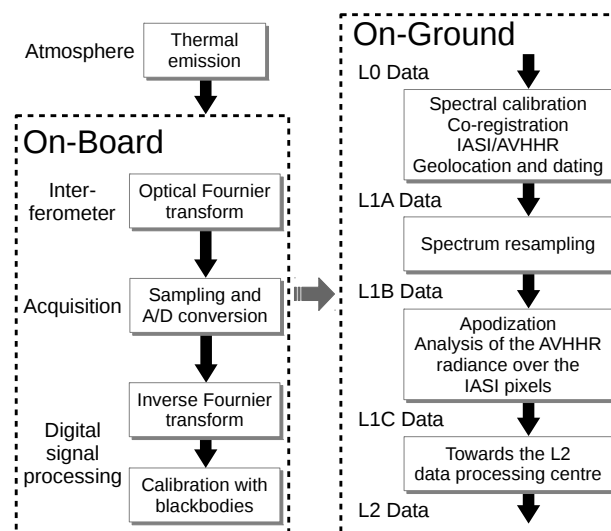 Atmosphere
Thermal
emission
On-Board
Inter-
ferometer
Optical Fourier
transform
Acquisition
Sampling and
A/D conversion
Digital
signal
processing
Inverse Fourier
transform
Calibration with
blackbodies
On-Ground
L0 Data
Spectral calibration
Co-registration
IASI/AVHHR
Geolocation and dating
L1A Data
Spectrum resampling
L1B Data
Apodization
Analysis of the AVHHR
radiance over the
IASI pixels
L1C Data
Towards the L2
data processing centre
L2 Data